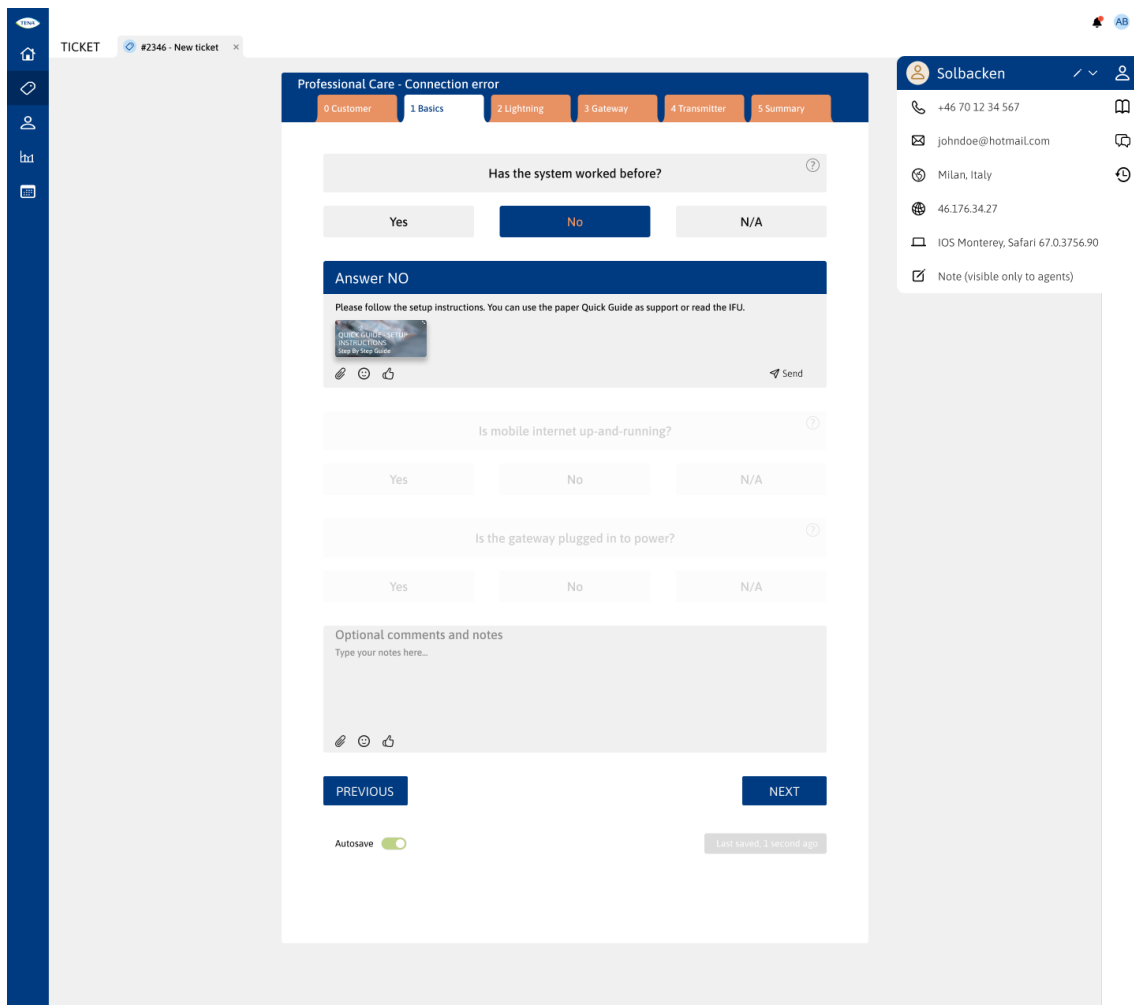 TENA
AB
TICKET
#2346 - New ticket ×
Professional Care - Connection error
0 Customer
1 Basics
2 Lightning
3 Gateway
4 Transmitter
5 Summary
Has the system worked before?
?
Yes
No
N/A
Answer NO
Please follow the setup instructions. You can use the paper Quick Guide as support or read the IFU.
QUICK GUIDE - SETUP
INSTRUCTIONS
Step By Step Guide
Send
Is mobile internet up-and-running?
?
Yes
No
N/A
Is the gateway plugged in to power?
?
Yes
No
N/A
Optional comments and notes
Type your notes here...
PREVIOUS
NEXT
Autosave
Last saved, 1 second ago
Solbacken
+46 70 12 34 567
johndoe@hotmail.com
Milan, Italy
46.176.34.27
IOS Monterey, Safari 67.0.3756.90
Note (visible only to agents)